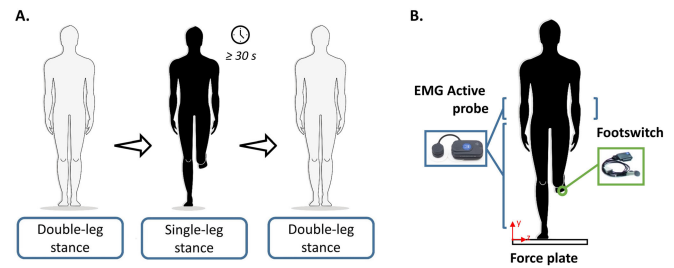 A.
≥ 30 s
Double-leg
stance
Single-leg
stance
Double-leg
stance
B.
EMG Active
probe
Footswitch
Y
Z
Force plate